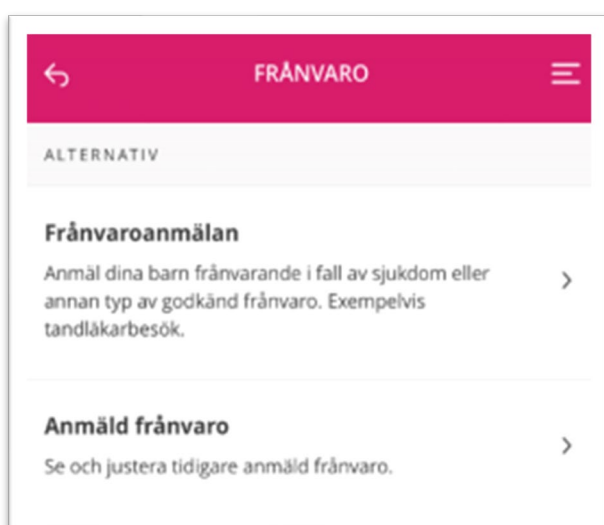 FRÅNVARO
ALTERNATIV
Frånvaroanmälan
Anmäl dina barn frånvarande i fall av sjukdom eller
annan typ av godkänd frånvaro. Exempelvis
tandläkarbesök.
Anmäld frånvaro
Se och justera tidigare anmäld frånvaro.